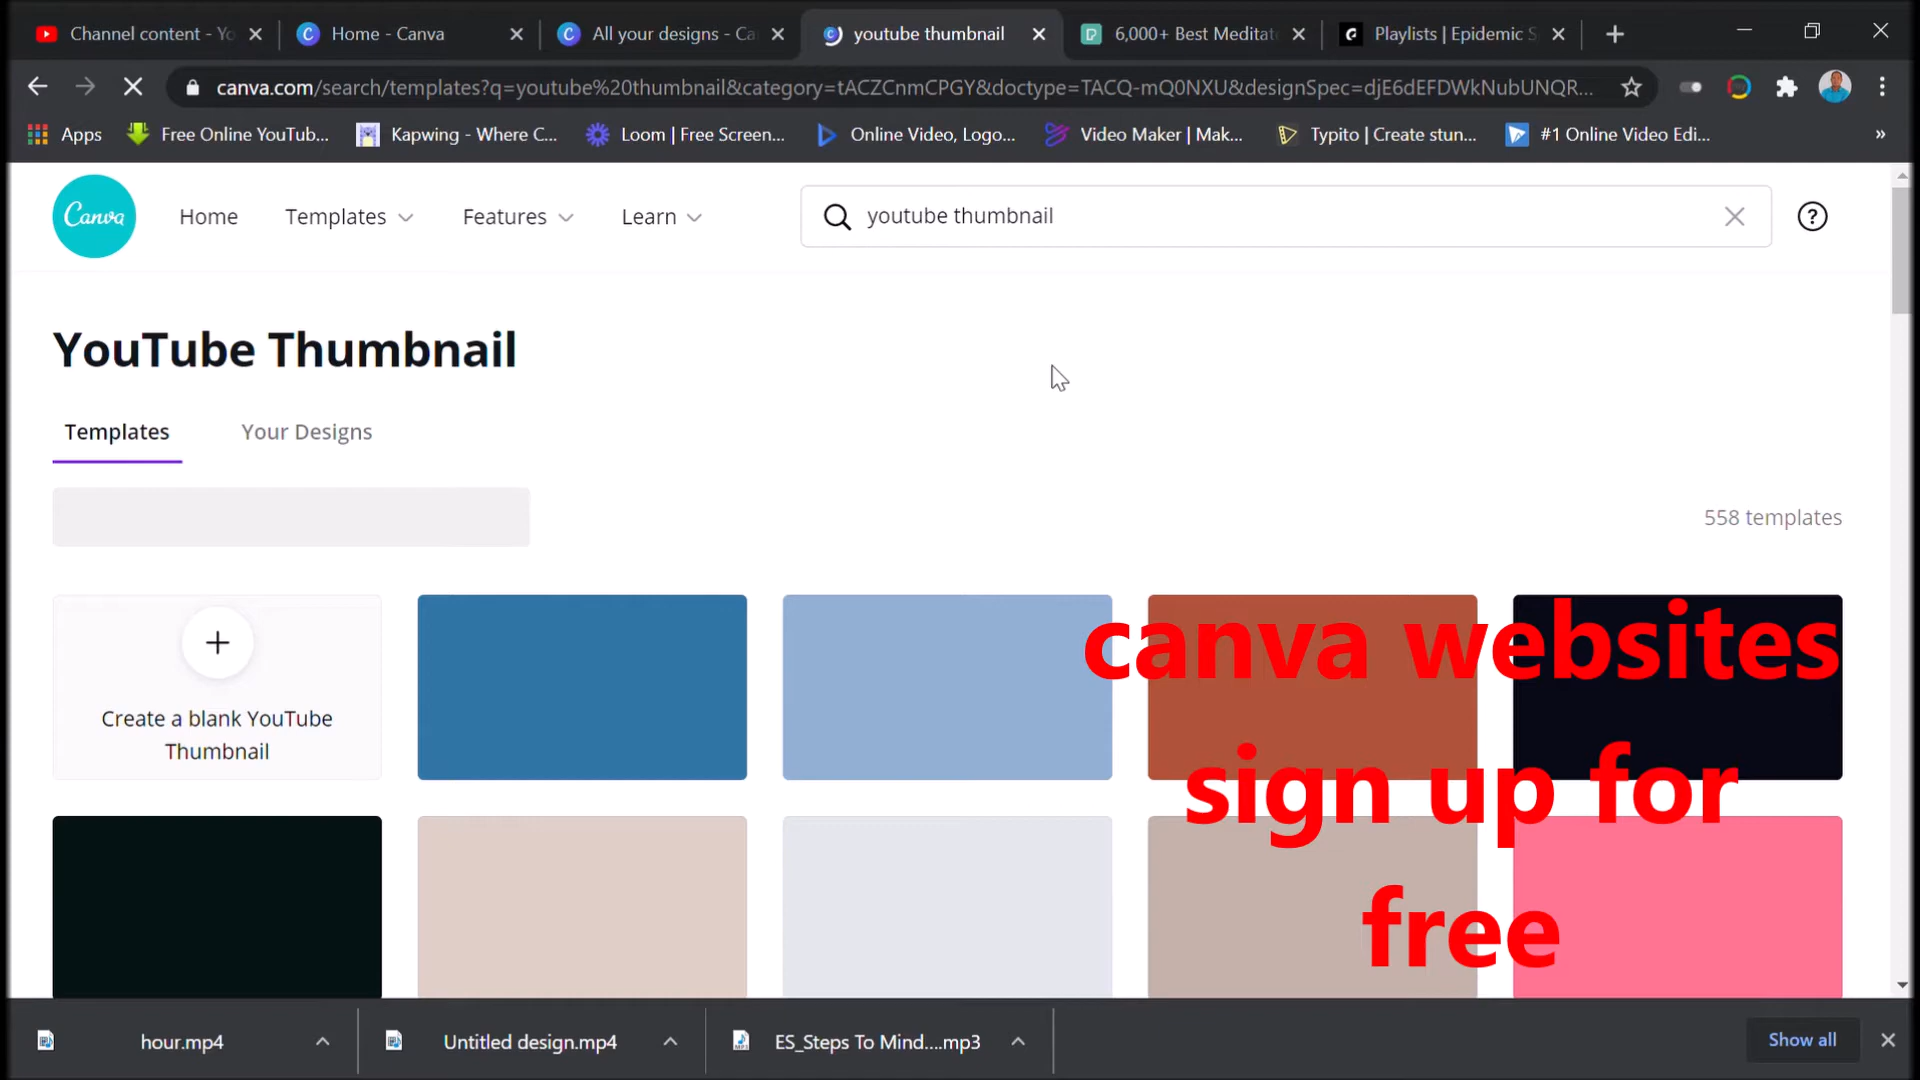 Channel content - Yo
Home - Canva
All your designs - Ca
youtube thumbnail
6,000+ Best Meditat
Playlists | Epidemic S
canva.com/search/templates?q=youtube%20thumbnail&category=tACZCnmCPGY&doctype=TACQ-mQ0NXU&designSpec=djE6dEFDWkNubUNQR...
Apps
Free Online YouTub...
Kapwing - Where C...
Loom | Free Screen...
Online Video, Logo...
Video Maker | Mak...
Typito | Create stun...
#1 Online Video Edi...
»
Canva
Home
Templates
Features
Learn
youtube thumbnail
YouTube Thumbnail
Templates
Your Designs
558 templates
Create a blank YouTube
Thumbnail
canva websites
sign up for
free
hour.mp4
Untitled design.mp4
ES_Steps To Mind....mp3
Show all